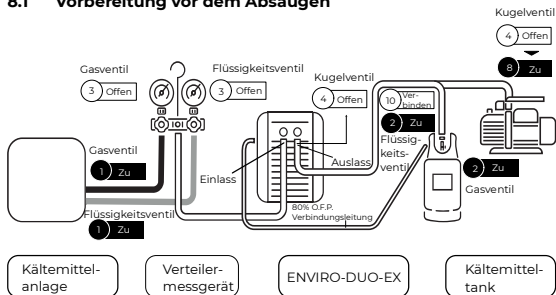 8.1 Vorbereitung vor dem Absaugen
Kugelventil
4 Offen
8 Zu
Gasventil
3 Offen
Flüssigkeitsventil
3 Offen
Kugelventil
4 Offen
10 Ver-
binden
2 Zu
Flüssig-
keits-
ventil
Gasventil
1 Zu
Einlass
Auslass
2 Zu
Gasventil
Flüssigkeitsventil
1 Zu
80% O.F.P.
Verbindungsleitung
Kältemittel-
anlage
Verteiler-
messgerät
ENVIRO-DUO-EX
Kältemittel-
tank